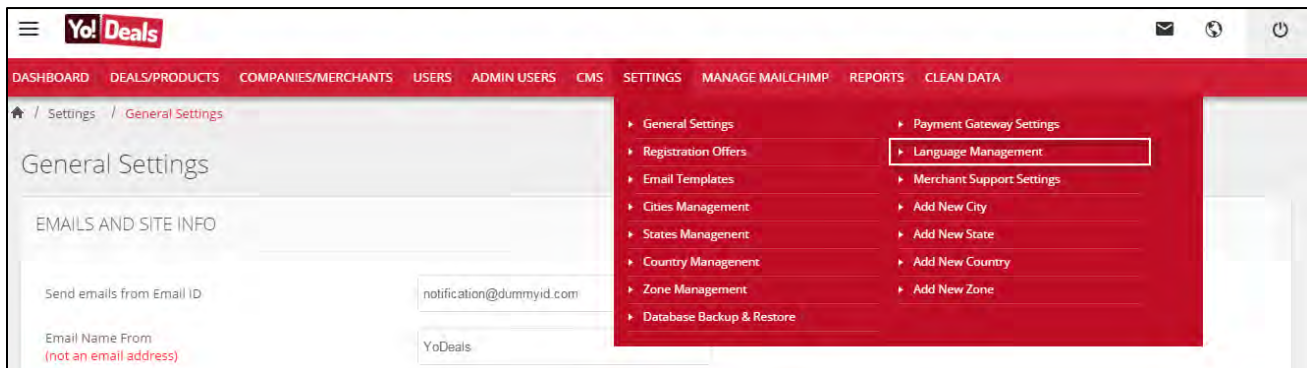 Yo! Deals
DASHBOARD DEALS/PRODUCTS COMPANIES/MERCHANTS USERS ADMIN USERS CMS SETTINGS MANAGE MAILCHIMP REPORTS CLEAN DATA
/ Settings / General Settings
General Settings
EMAILS AND SITE INFO
Send emails from Email ID notification@dummyid.com
Email Name From
(not an email address) YoDeals
General Settings
Registration Offers
Email Templates
Cities Management
States Management
Country Management
Zone Management
Database Backup & Restore
Payment Gateway Settings
Language Management
Merchant Support Settings
Add New City
Add New State
Add New Country
Add New Zone